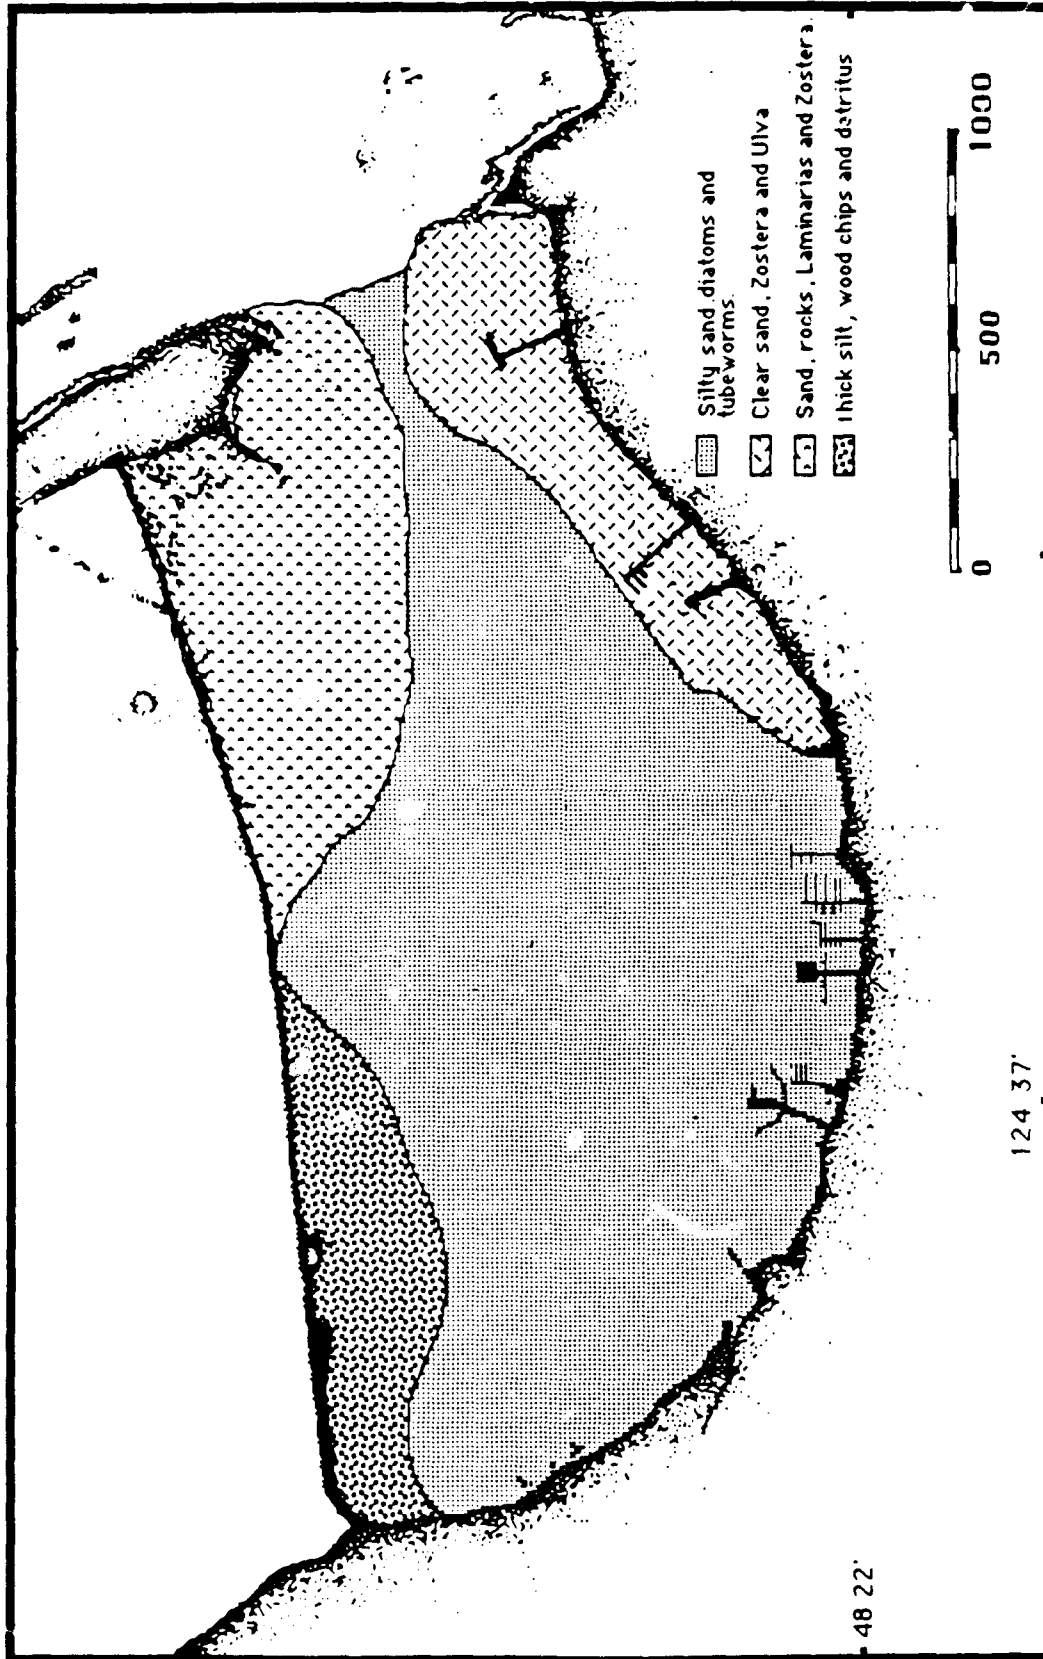 Silty sand, diatoms and
tubeworms
Clear sand, Zostera and Ulva
Sand, rocks, Laminarias and Zostera
Thick silt, wood chips and detritus
0
500
1000
48 22'
124 37'